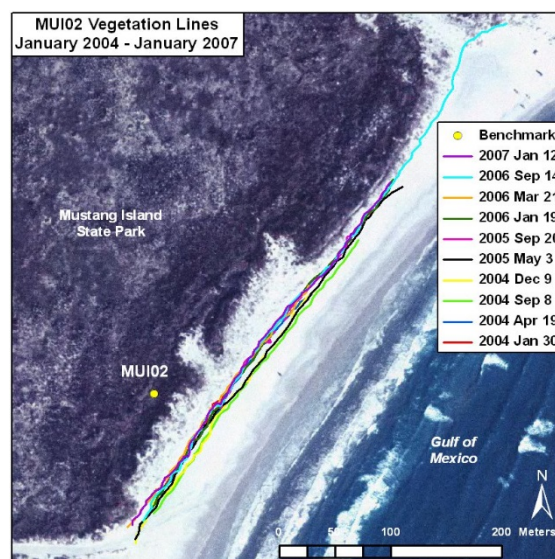 MUI02 Vegetation Lines
January 2004 - January 2007
Benchmark
2007 Jan 12
2006 Sep 14
2006 Mar 21
2006 Jan 19
2005 Sep 20
2005 May 3
2004 Dec 9
2004 Sep 8
2004 Apr 19
2004 Jan 30
Mustang Island
State Park
MUI02
Gulf of
Mexico
N
0 50 100 200
Meters